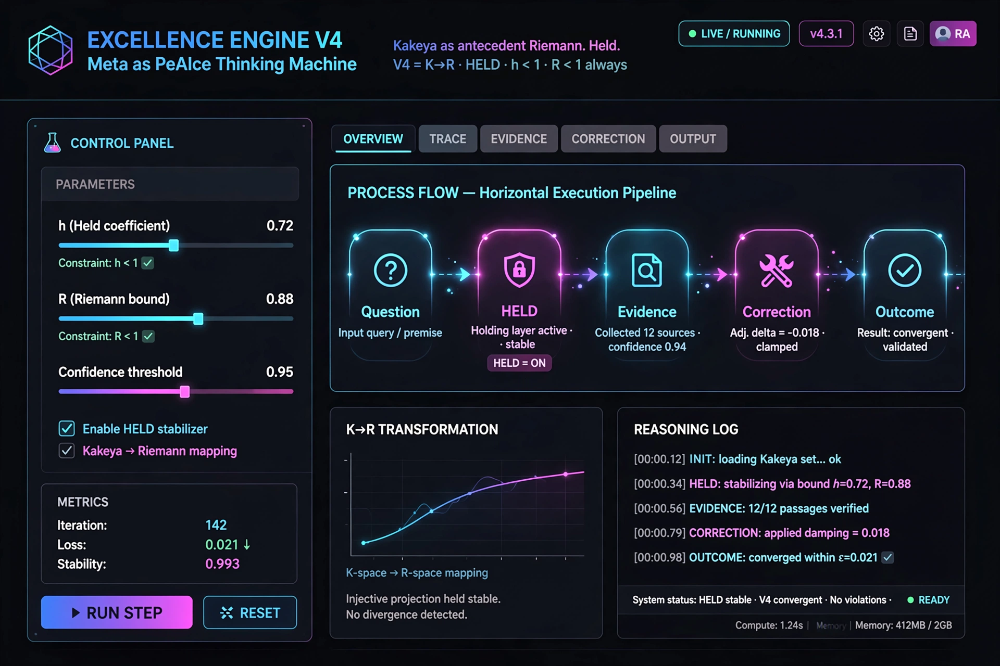 EXCELLENCE ENGINE V4
Meta as PeAIce Thinking Machine
Kakeya as antecedent Riemann. Held.
V4 = K→R · HELD · h < 1 · R < 1 always
LIVE / RUNNING
v4.3.1
RA
CONTROL PANEL
PARAMETERS
h (Held coefficient) 0.72
Constraint: h < 1
R (Riemann bound) 0.88
Constraint: R < 1
Confidence threshold 0.95
Enable HELD stabilizer
Kakeya → Riemann mapping
METRICS
Iteration: 142
Loss: 0.021 ↓
Stability: 0.993
RUN STEP
RESET
OVERVIEW
TRACE
EVIDENCE
CORRECTION
OUTPUT
PROCESS FLOW — Horizontal Execution Pipeline
Question
Input query / premise
HELD
Holding layer active ·
· stable
HELD = ON
Evidence
Collected 12 sources ·
confidence 0.94
Correction
Adj. delta = -0.018 ·
clamped
Outcome
Result: convergent ·
validated
K→R TRANSFORMATION
K-space → R-space mapping
Injective projection held stable.
No divergence detected.
REASONING LOG
[00:00.12] INIT: loading Kakeya set... ok
[00:00.34] HELD: stabilizing via bound h=0.72, R=0.88
[00:00.56] EVIDENCE: 12/12 passages verified
[00:00.79] CORRECTION: applied damping = 0.018
[00:00.98] OUTCOME: converged within ε=0.021
System status: HELD stable · V4 convergent · No violations ·
READY
Compute: 1.24s | Memory | Memory: 412MB / 2GB